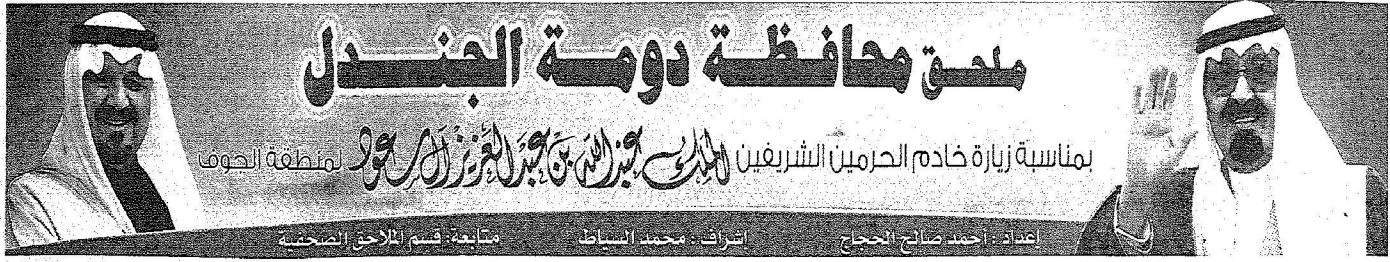 ملحق محافظة دومة الجندل
بمناسبة زيارة خادم الحرمين الشريفين الملك عبدالله بن عبدالعزيز آل سعود لمنطقة الجوف
إعداد : أحمد صالح الحجاج اشراف : محمد السياط متابعة: قسم الملاحق الصحفية